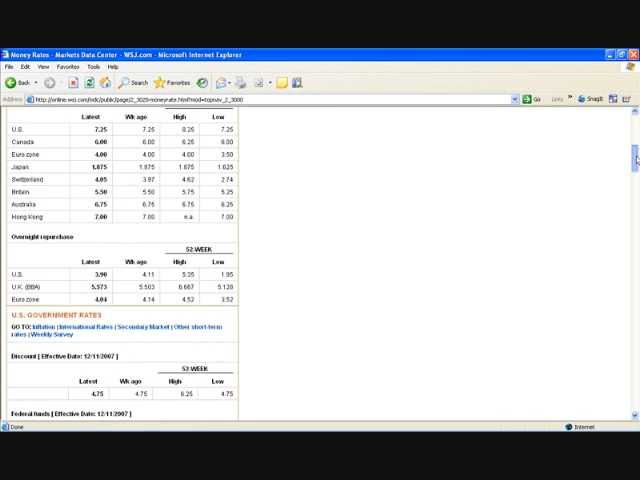 Money Rates - Markets Data Center - WSJ.com - Microsoft Internet Explorer
File Edit View Favorites Tools Help
Back Search Favorites
Address http://online.wsj.com/mdc/public/page/2_3020-moneyrate.html?mod=topnav_2_3000 Go Links » SnagIt
Latest Wk ago High Low
U.S. 7.25 7.25 8.25 7.25
Canada 6.00 6.00 6.25 6.00
Euro zone 4.00 4.00 4.00 3.50
Japan 1.875 1.875 1.875 1.625
Switzerland 4.05 3.97 4.62 2.74
Britain 5.50 5.50 5.75 5.25
Australia 6.75 6.75 6.75 6.25
Hong Kong 7.00 7.00 n.a. 7.00
Overnight repurchase
52-WEEK
Latest Wk ago High Low
U.S. 3.90 4.11 5.35 1.95
U.K. (BBA) 5.573 5.503 6.667 5.128
Euro zone 4.04 4.14 4.52 3.52
U.S. GOVERNMENT RATES
GO TO: Inflation | International Rates | Secondary Market | Other short-term
rates | Weekly Survey
Discount [ Effective Date: 12/11/2007 ]
52-WEEK
Latest Wk ago High Low
4.75 4.75 6.25 4.75
Federal funds [ Effective Date: 12/11/2007 ]
Done Internet